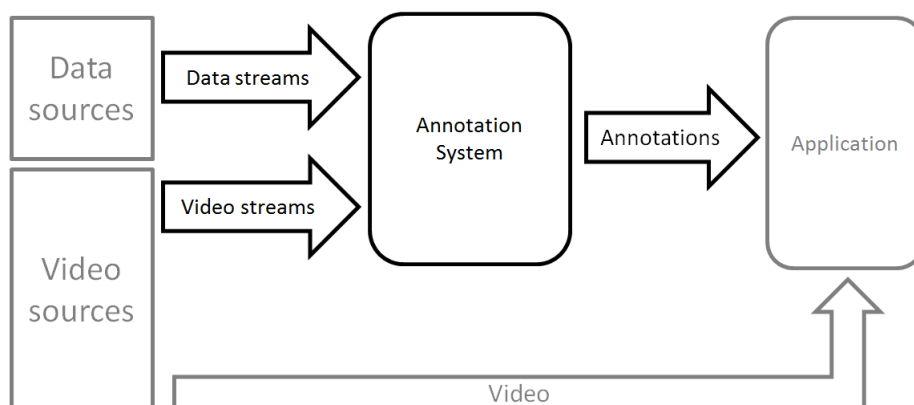 Data
sources
Data streams
Annotation
System
Annotations
Application
Video streams
Video
sources
Video